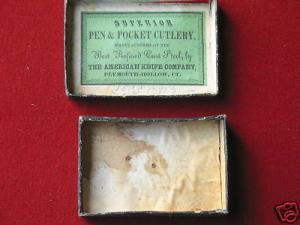 SUPERIOR
PEN & POCKET CUTLERY,
MANUFACTURED OF THE
Best Refined Cast Steel, by
THE AMERICAN KNIFE COMPANY,
PLYMOUTH-HOLLOW, CT.
ebY